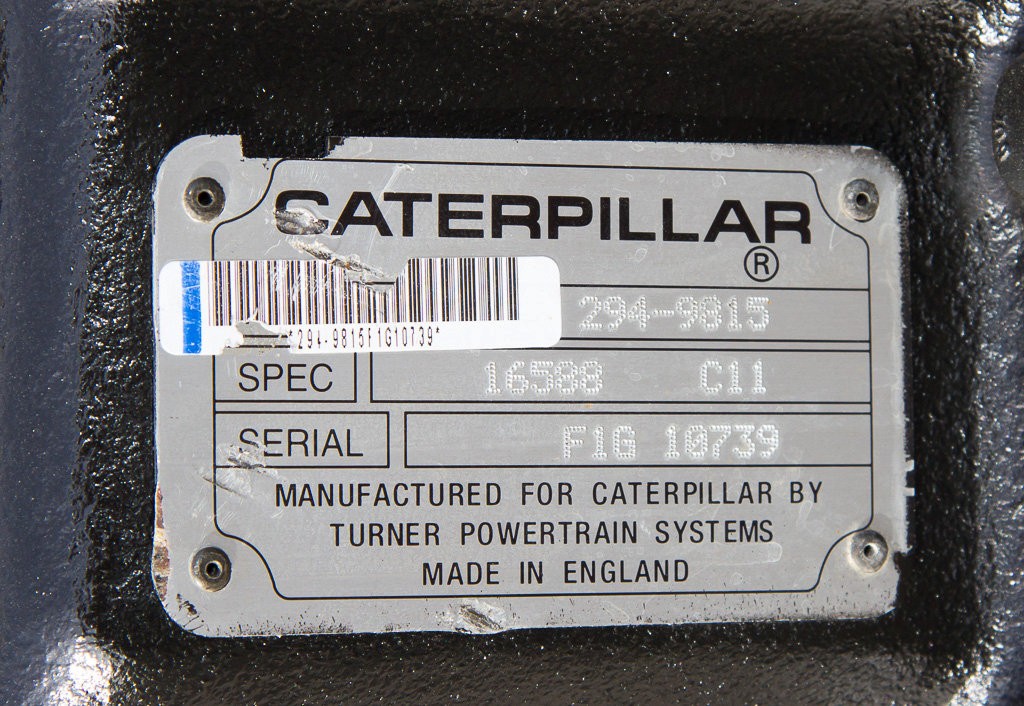 CATERPILLAR
®
294-9815
*294-9815F1G10739*
SPEC 16588 C11
SERIAL F1G 10739
MANUFACTURED FOR CATERPILLAR BY
TURNER POWERTRAIN SYSTEMS
MADE IN ENGLAND